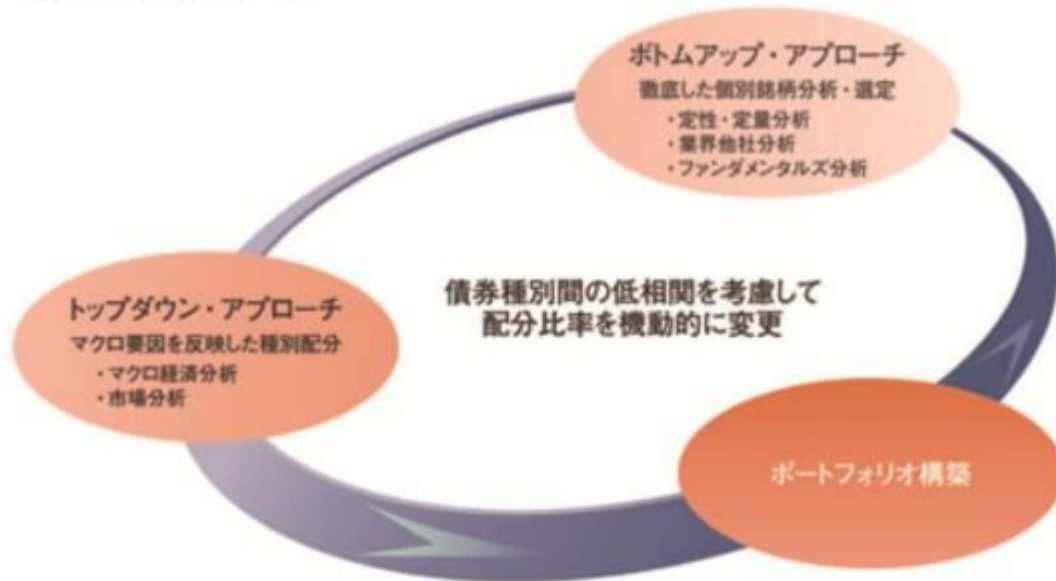 ボトムアップ・アプローチ
徹底した個別銘柄分析・選定
・定性・定量分析
・業界他社分析
・ファンダメンタルズ分析
トップダウン・アプローチ
マクロ要因を反映した種別配分
・マクロ経済分析
・市場分析
債券種別間の低相関を考慮して
配分比率を機動的に変更
ポートフォリオ構築